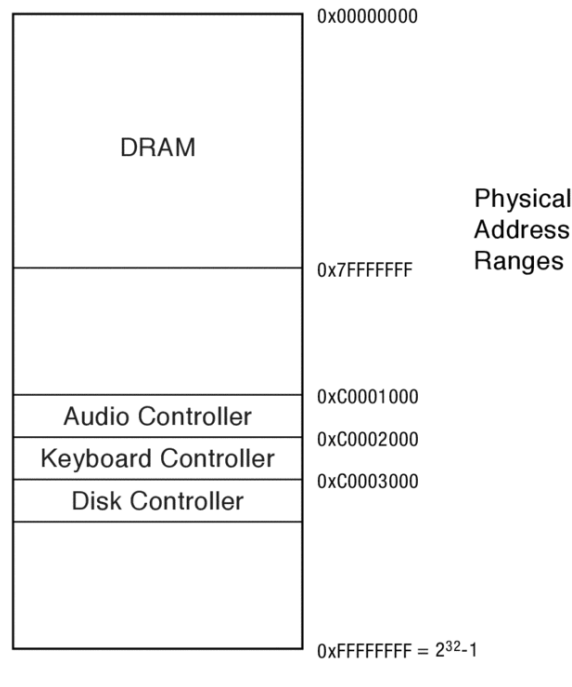 0x00000000
DRAM
Physical
Address
Ranges
0x7FFFFFFF
0xC0001000
Audio Controller
0xC0002000
Keyboard Controller
0xC0003000
Disk Controller
0xFFFFFFFF = 2³²-1